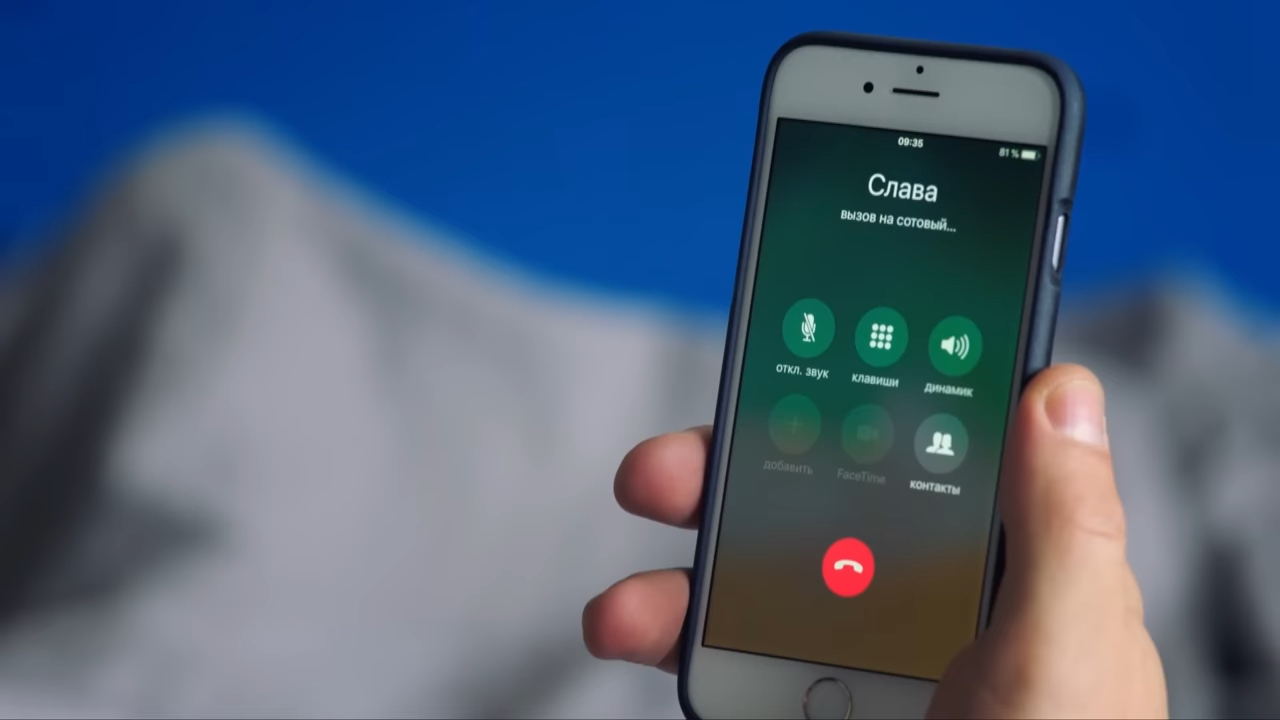 09:35
81 %
Слава
вызов на сотовый...
откл. звук
клавиши
динамик
добавить
FaceTime
контакты